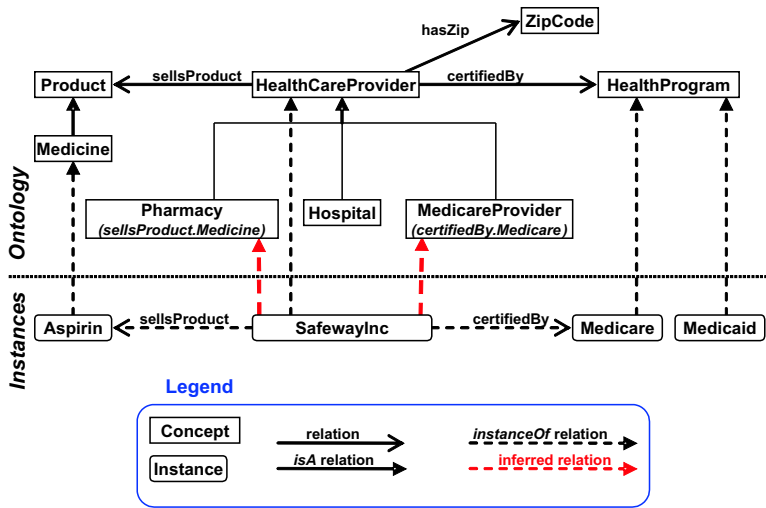 hasZip
ZipCode
Product
sellsProduct
HealthCareProvider
certifiedBy
HealthProgram
Medicine
Ontology
Pharmacy
(sellsProduct.Medicine)
Hospital
MedicareProvider
(certifiedBy.Medicare)
Instances
Aspirin
sellsProduct
SafewayInc
certifiedBy
Medicare
Medicaid
Legend
Concept
relation
instanceOf relation
Instance
isA relation
inferred relation